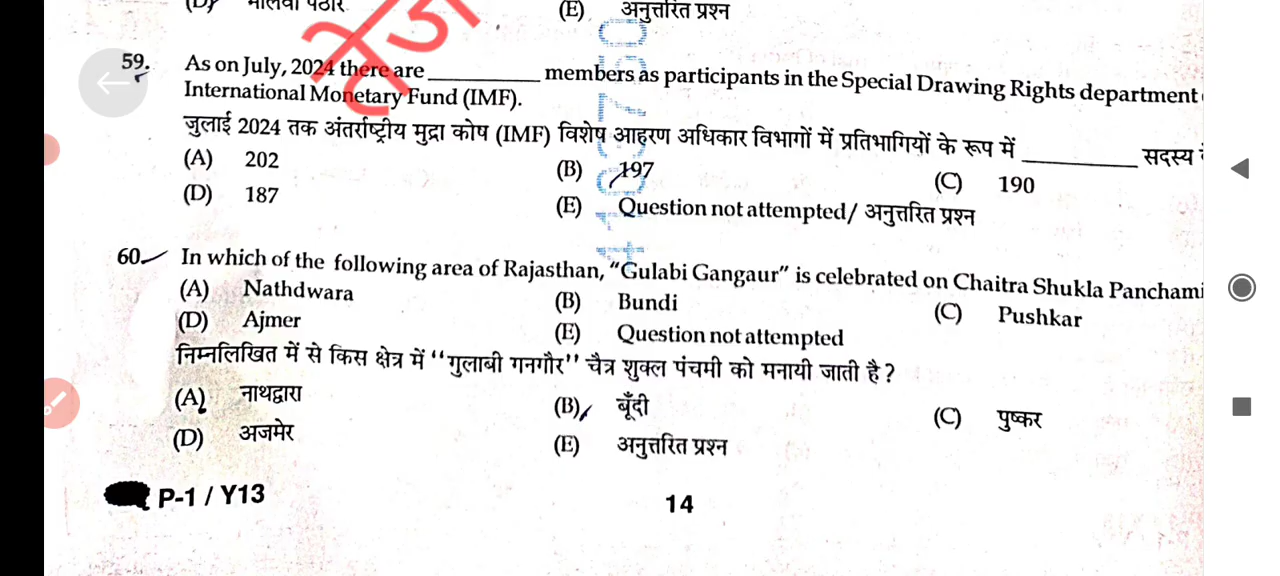 (D) मालवा पठार
(E) अनुत्तरित प्रश्न
तेज
59. As on July, 2024 there are __________ members as participants in the Special Drawing Rights department
International Monetary Fund (IMF).
जुलाई 2024 तक अंतर्राष्ट्रीय मुद्रा कोष (IMF) विशेष आहरण अधिकार विभागों में प्रतिभागियों के रूप में __________ सदस्य
(A) 202 (B) 197 (C) 190
(D) 187 (E) Question not attempted/ अनुत्तरित प्रश्न
60. In which of the following area of Rajasthan, "Gulabi Gangaur" is celebrated on Chaitra Shukla Panchami
(A) Nathdwara (B) Bundi (C) Pushkar
(D) Ajmer (E) Question not attempted
निम्नलिखित में से किस क्षेत्र में ‘‘गुलाबी गनगौर’’ चैत्र शुक्ल पंचमी को मनायी जाती है ?
(A) नाथद्वारा (B) बूँदी (C) पुष्कर
(D) अजमेर (E) अनुत्तरित प्रश्न
P-1 / Y13
14